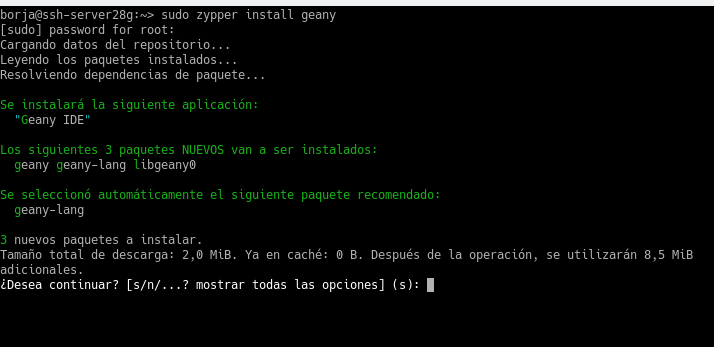 borja@ssh-server28g:~> sudo zypper install geany
[sudo] password for root:
Cargando datos del repositorio...
Leyendo los paquetes instalados...
Resolviendo dependencias de paquete...
Se instalará la siguiente aplicación:
"Geany IDE"
Los siguientes 3 paquetes NUEVOS van a ser instalados:
geany geany-lang libgeany0
Se seleccionó automáticamente el siguiente paquete recomendado:
geany-lang
3 nuevos paquetes a instalar.
Tamaño total de descarga: 2,0 MiB. Ya en caché: 0 B. Después de la operación, se utilizarán 8,5 MiB
adicionales.
¿Desea continuar? [s/n/...? mostrar todas las opciones] (s):